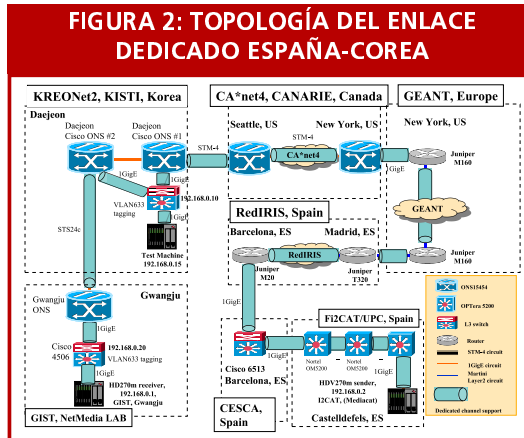 FIGURA 2: TOPOLOGÍA DEL ENLACE
DEDICADO ESPAÑA-COREA
KREONet2, KISTI, Korea
CA*net4, CANARIE, Canada
GEANT, Europe
Daejeon
Daejeon
Cisco ONS #2
Daejeon
Cisco ONS #1
STM-4
Seattle, US
STM-4
CA*net4
New York, US
New York, US
1GigE
Juniper
M160
1GigE
1GigE
VLAN633
tagging
192.168.0.10
1GigE
STS24c
Test Machine
192.168.0.15
GEANT
RedIRIS, Spain
Barcelona, ES
Madrid, ES
RedIRIS
Juniper
M20
Juniper
T320
Juniper
M160
Gwangju
Gwangju
ONS
1GigE
Cisco
4506
192.168.0.20
VLAN633 tagging
1GigE
HD270m receiver,
192.168.0.1,
GIST, Gwangju
GIST, NetMedia LAB
1GigE
Cisco 6513
Barcelona, ES
1GigE
CESCA,
Spain
Fi2CAT/UPC, Spain
Nortel
OM5200
Nortel
OM5200
1GigE
HDV270m sender,
192.168.0.2
I2CAT, (Mediacat)
Castelldefels, ES
ONS15454
OPTera 5200
L3 switch
Router
STM-4 circuit
1GigE circuit
Martini
Layer2 circuit
Dedicated channel support